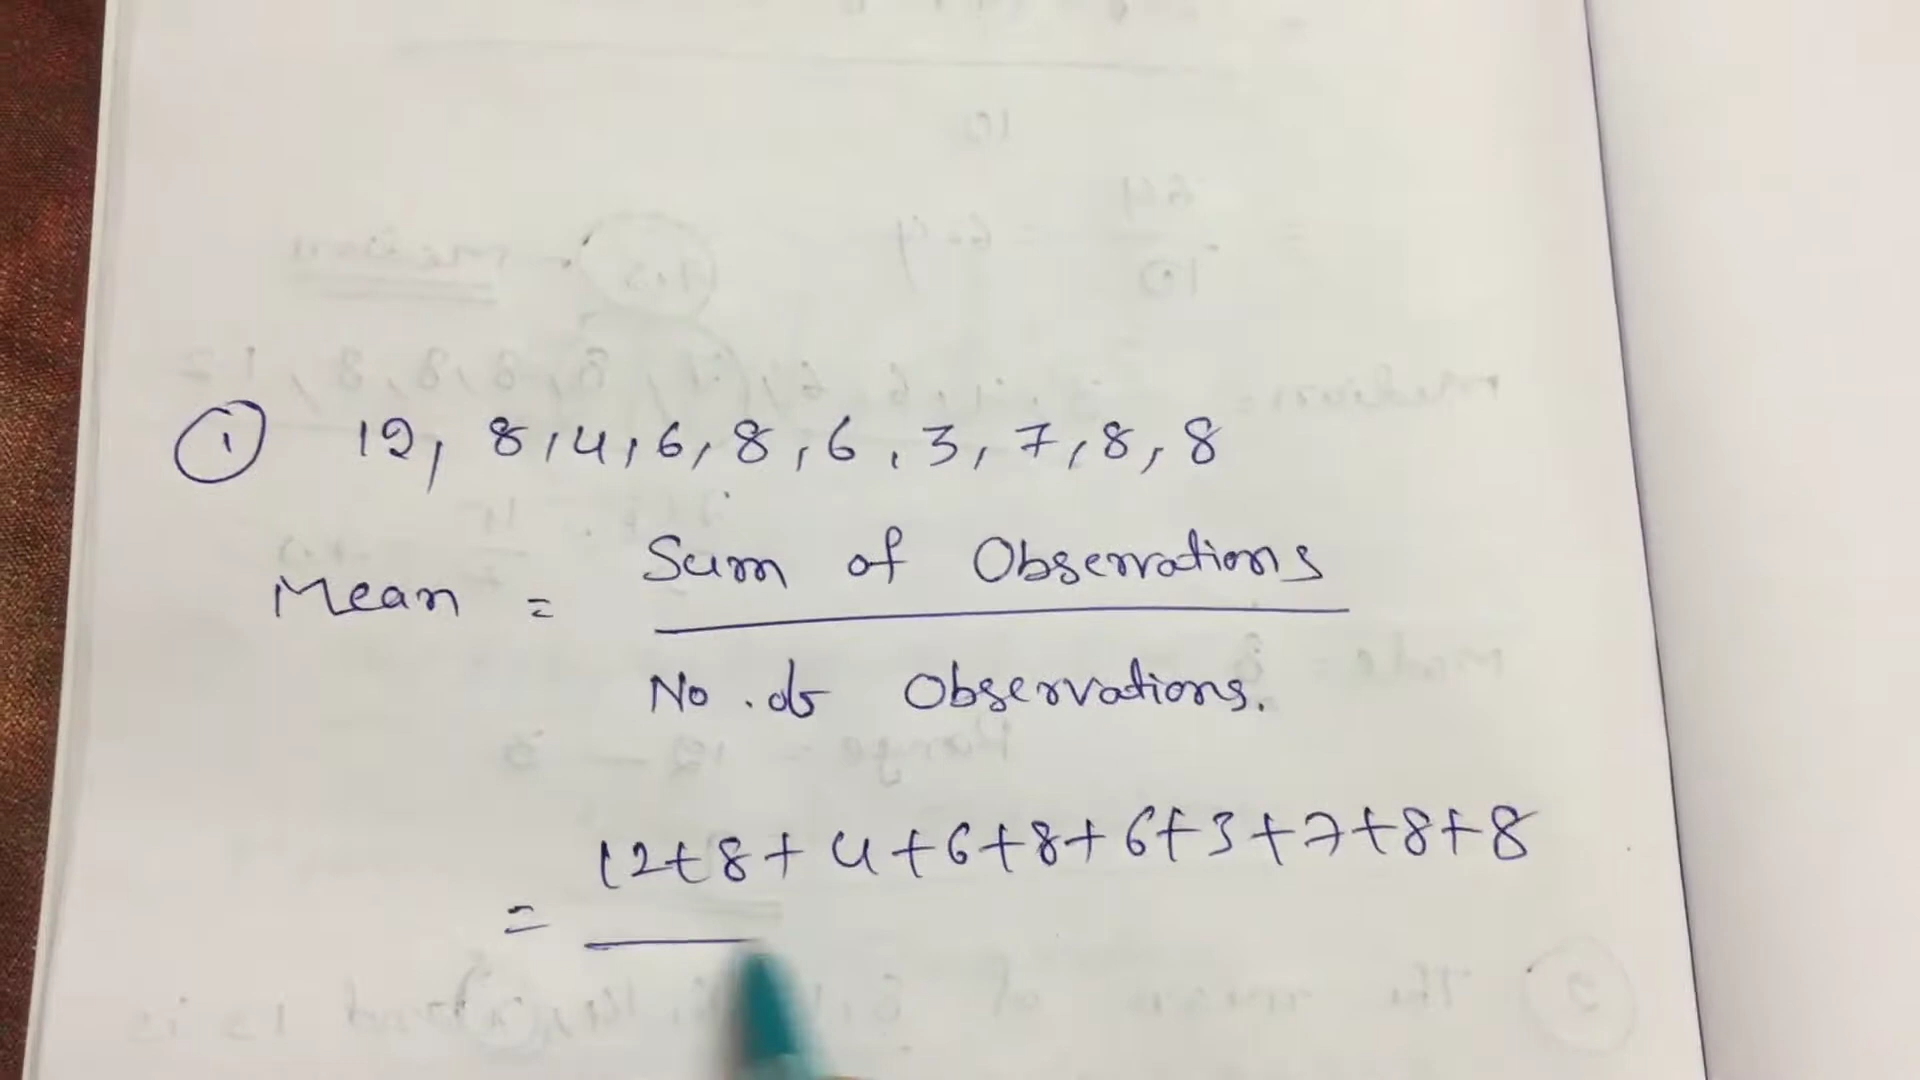 ① 12, 8, 4, 6, 8, 6, 3, 7, 8, 8
Mean = Sum of Observations
No. of Observations.
= 12+8+4+6+8+6+3+7+8+8